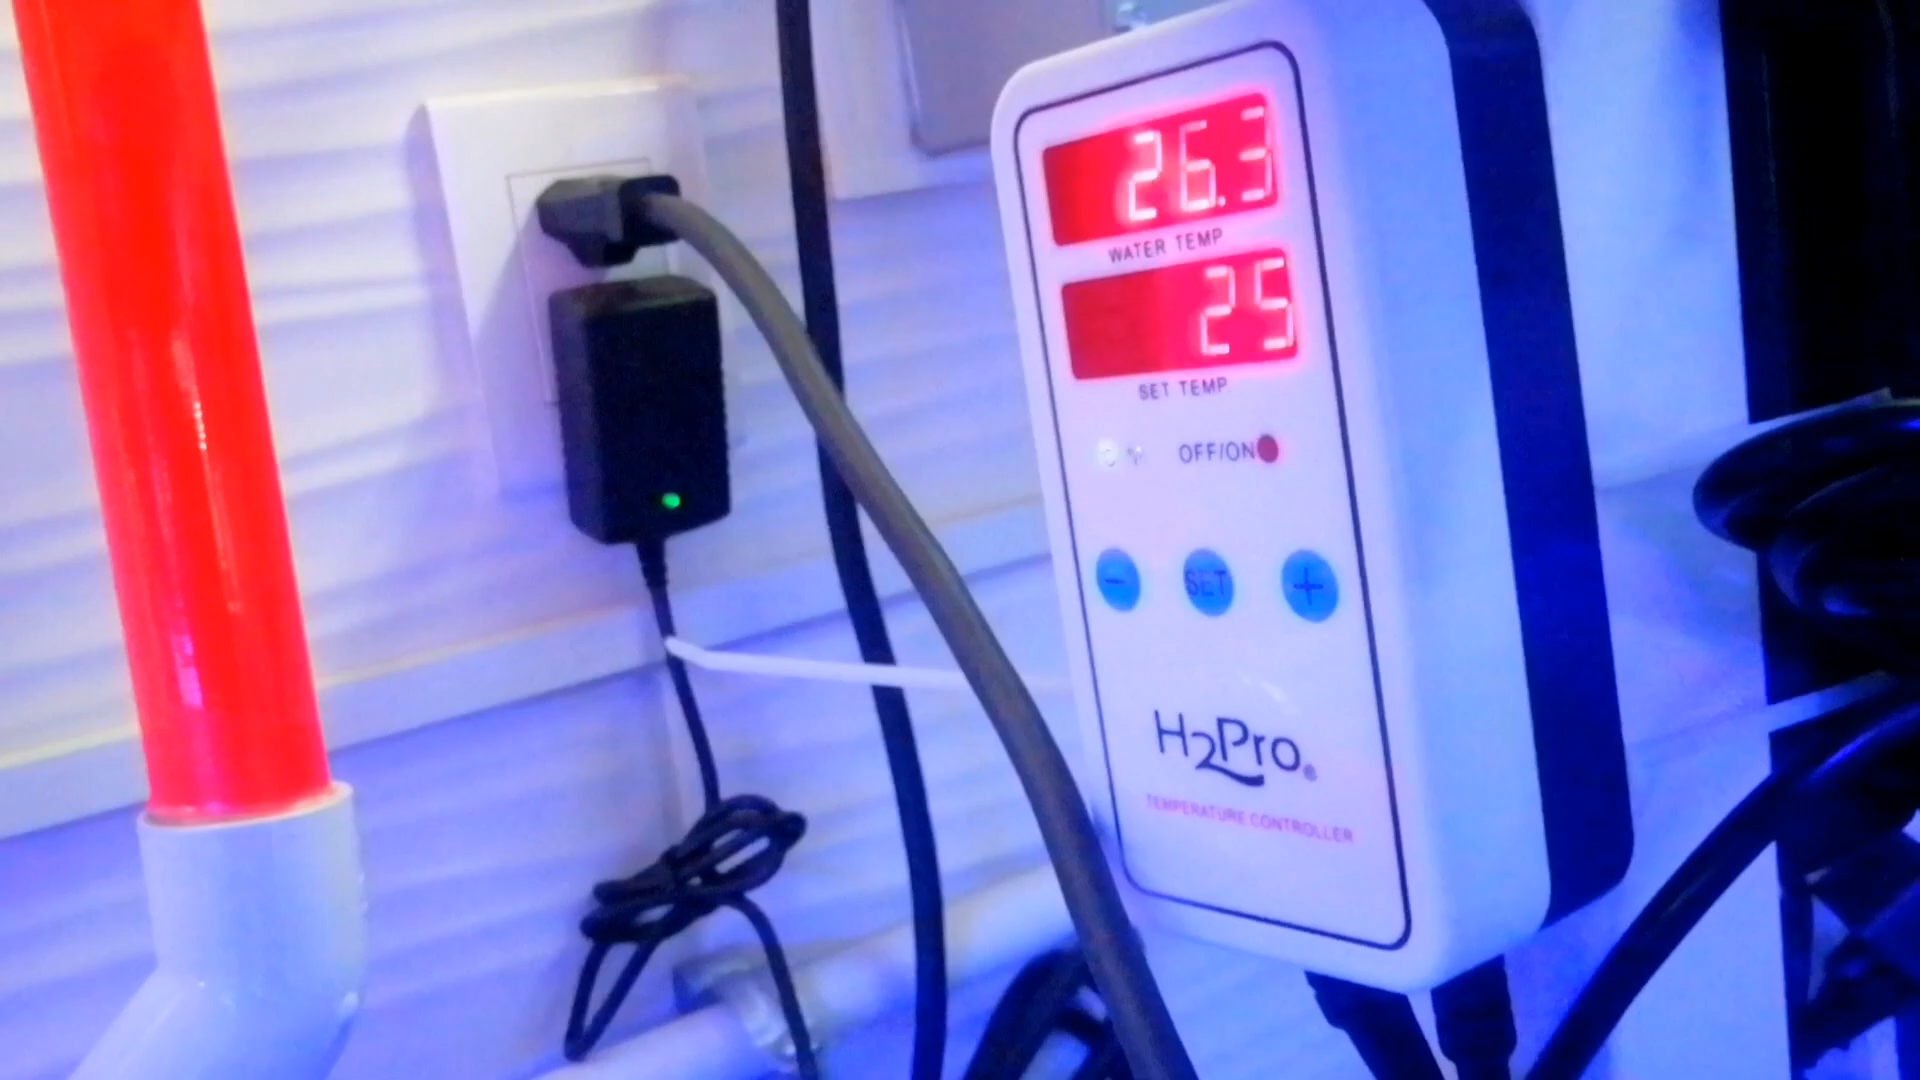 26.3
WATER TEMP
25
SET TEMP
OFF/ON
− SET +
H2Pro®
TEMPERATURE CONTROLLER